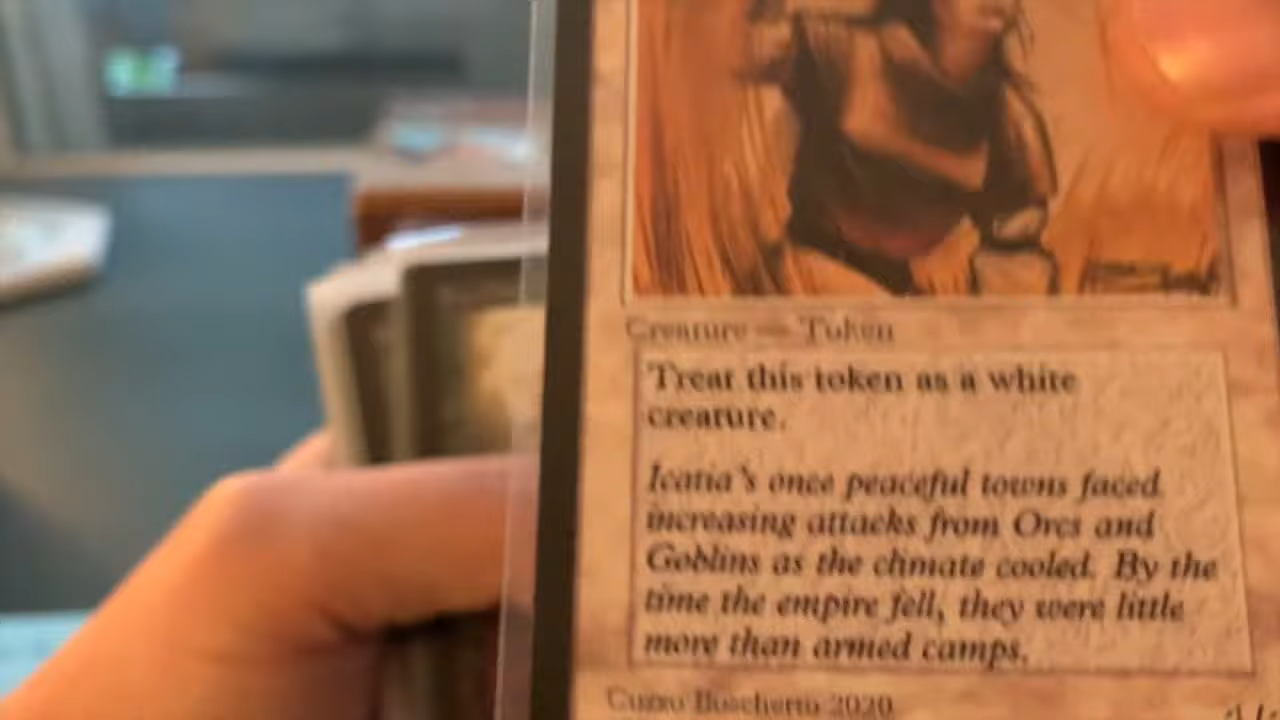 Creature — Token
Treat this token as a white
creature.
Icatia's once peaceful towns faced
increasing attacks from Orcs and
Goblins as the climate cooled. By the
time the empire fell, they were little
more than armed camps.
2020